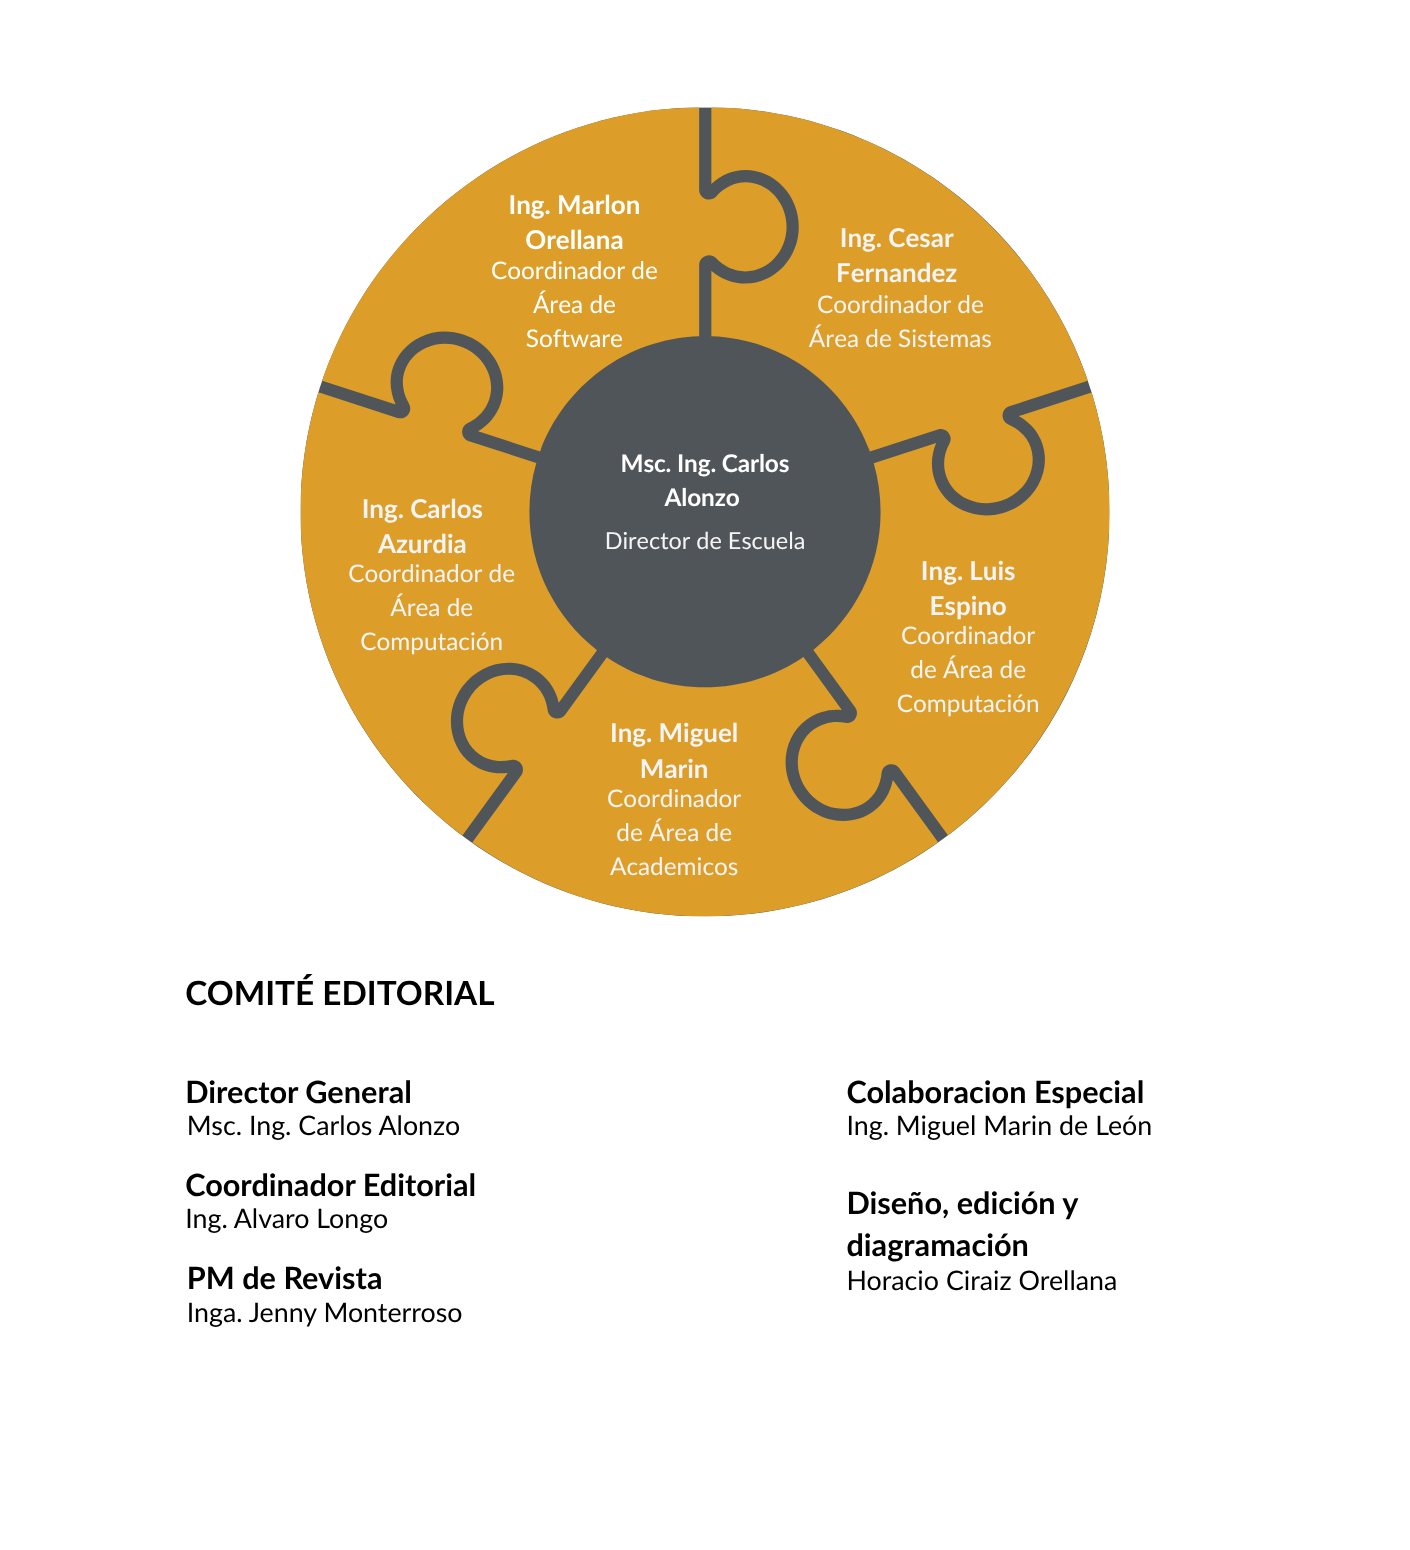 Ing. Marlon
Orellana
Coordinador de
Área de
Software
Ing. Cesar
Fernandez
Coordinador de
Área de Sistemas
Msc. Ing. Carlos
Alonzo
Director de Escuela
Ing. Carlos
Azurdia
Coordinador de
Área de
Computación
Ing. Luis
Espino
Coordinador
de Área de
Computación
Ing. Miguel
Marin
Coordinador
de Área de
Academicos
COMITÉ EDITORIAL
Director General
Msc. Ing. Carlos Alonzo
Coordinador Editorial
Ing. Alvaro Longo
PM de Revista
Inga. Jenny Monterroso
Colaboracion Especial
Ing. Miguel Marin de León
Diseño, edición y
diagramación
Horacio Ciraiz Orellana